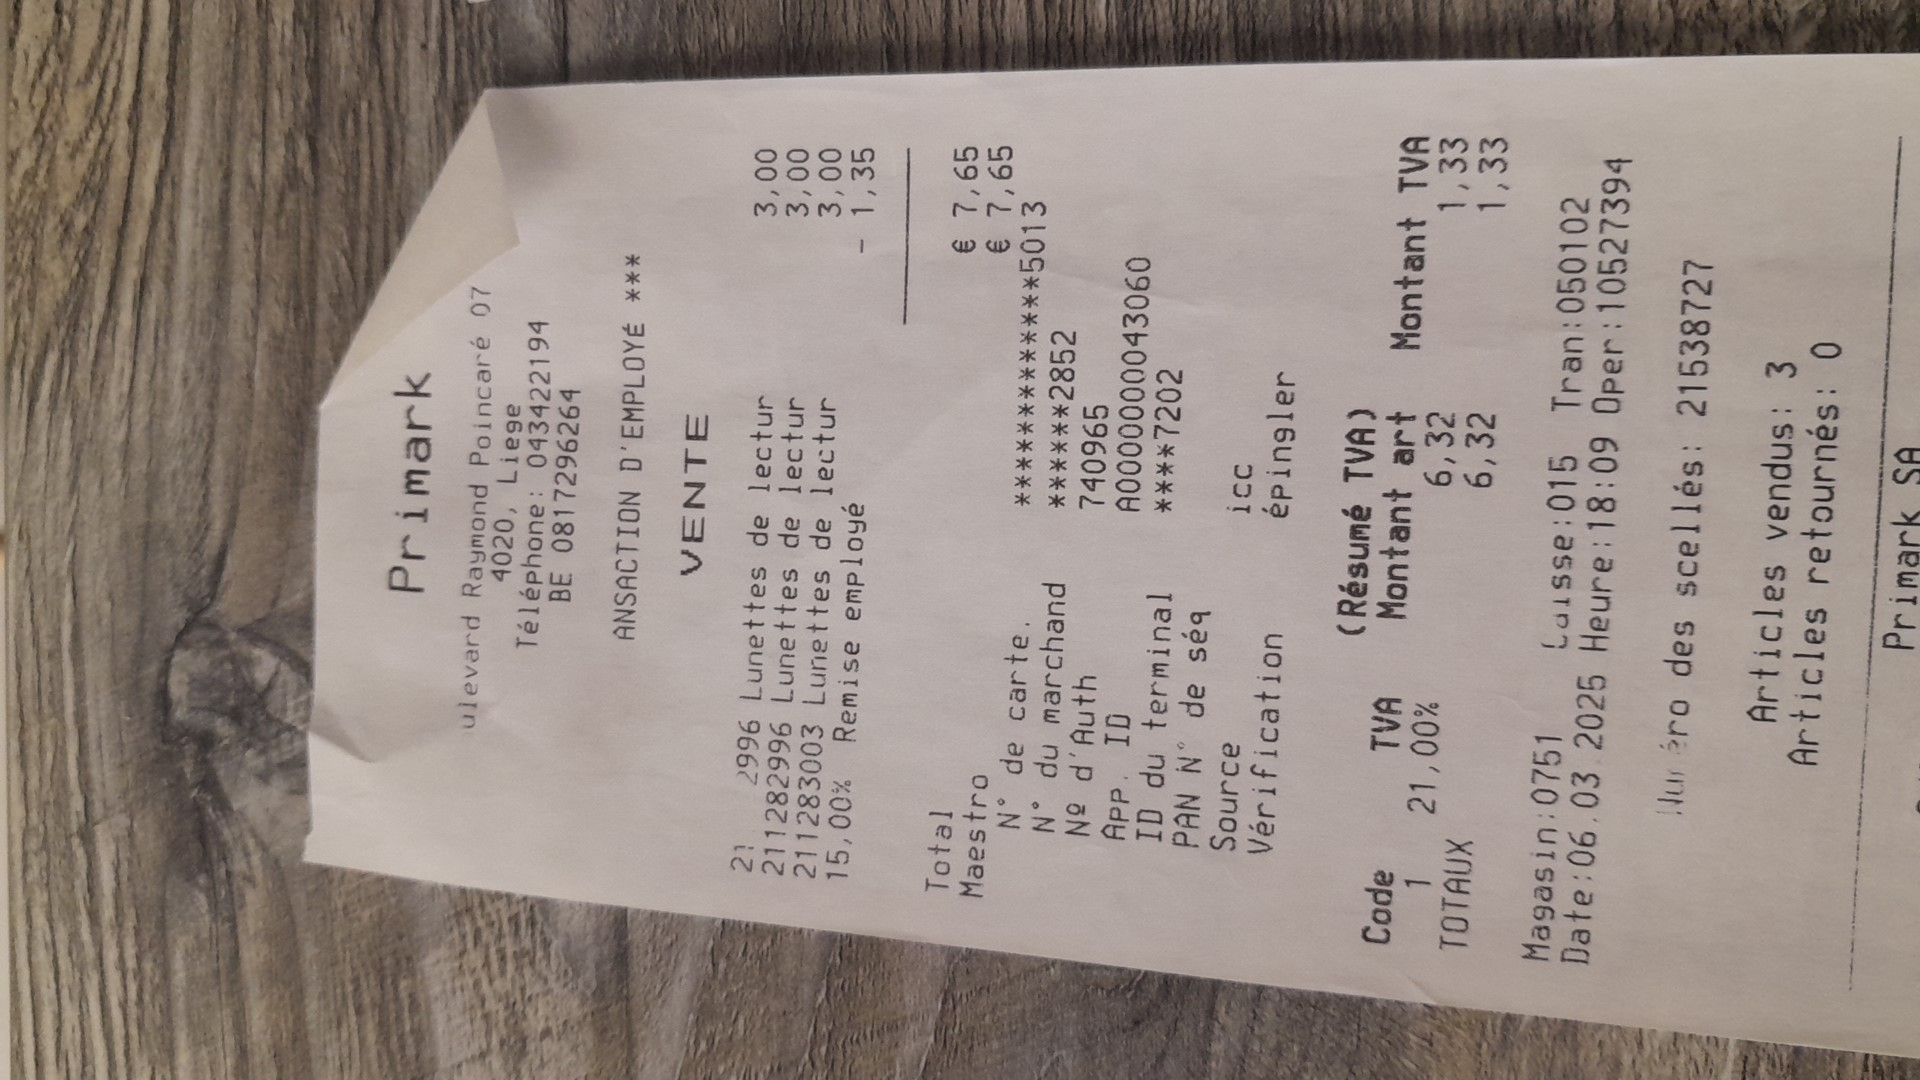 Primark
ulevard Raymond Poincaré 07
4020, Liege
Téléphone: 043422194
BE 0817296264
ANSACTION D'EMPLOYÉ ***
VENTE
21 2996 Lunettes de lectur 3,00
211282996 Lunettes de lectur 3,00
211283003 Lunettes de lectur 3,00
15,00% Remise employé - 1,35
Total € 7,65
Maestro € 7,65
N° de carte. ***************5013
N° du marchand ******2852
Nº d'Auth 740965
App. ID A0000000043060
ID du terminal ****7202
PAN N° de séq
Source icc
Vérification épingler
(Résumé TVA)
Code TVA Montant art Montant TVA
1 21,00% 6,32 1,33
TOTAUX 6,32 1,33
Magasin:0751 Caisse:015 Tran:050102
Date:06.03.2025 Heure:18:09 Oper:10527394
Numéro des scellés: 21538727
Articles vendus: 3
Articles retournés: 0
Primark SA